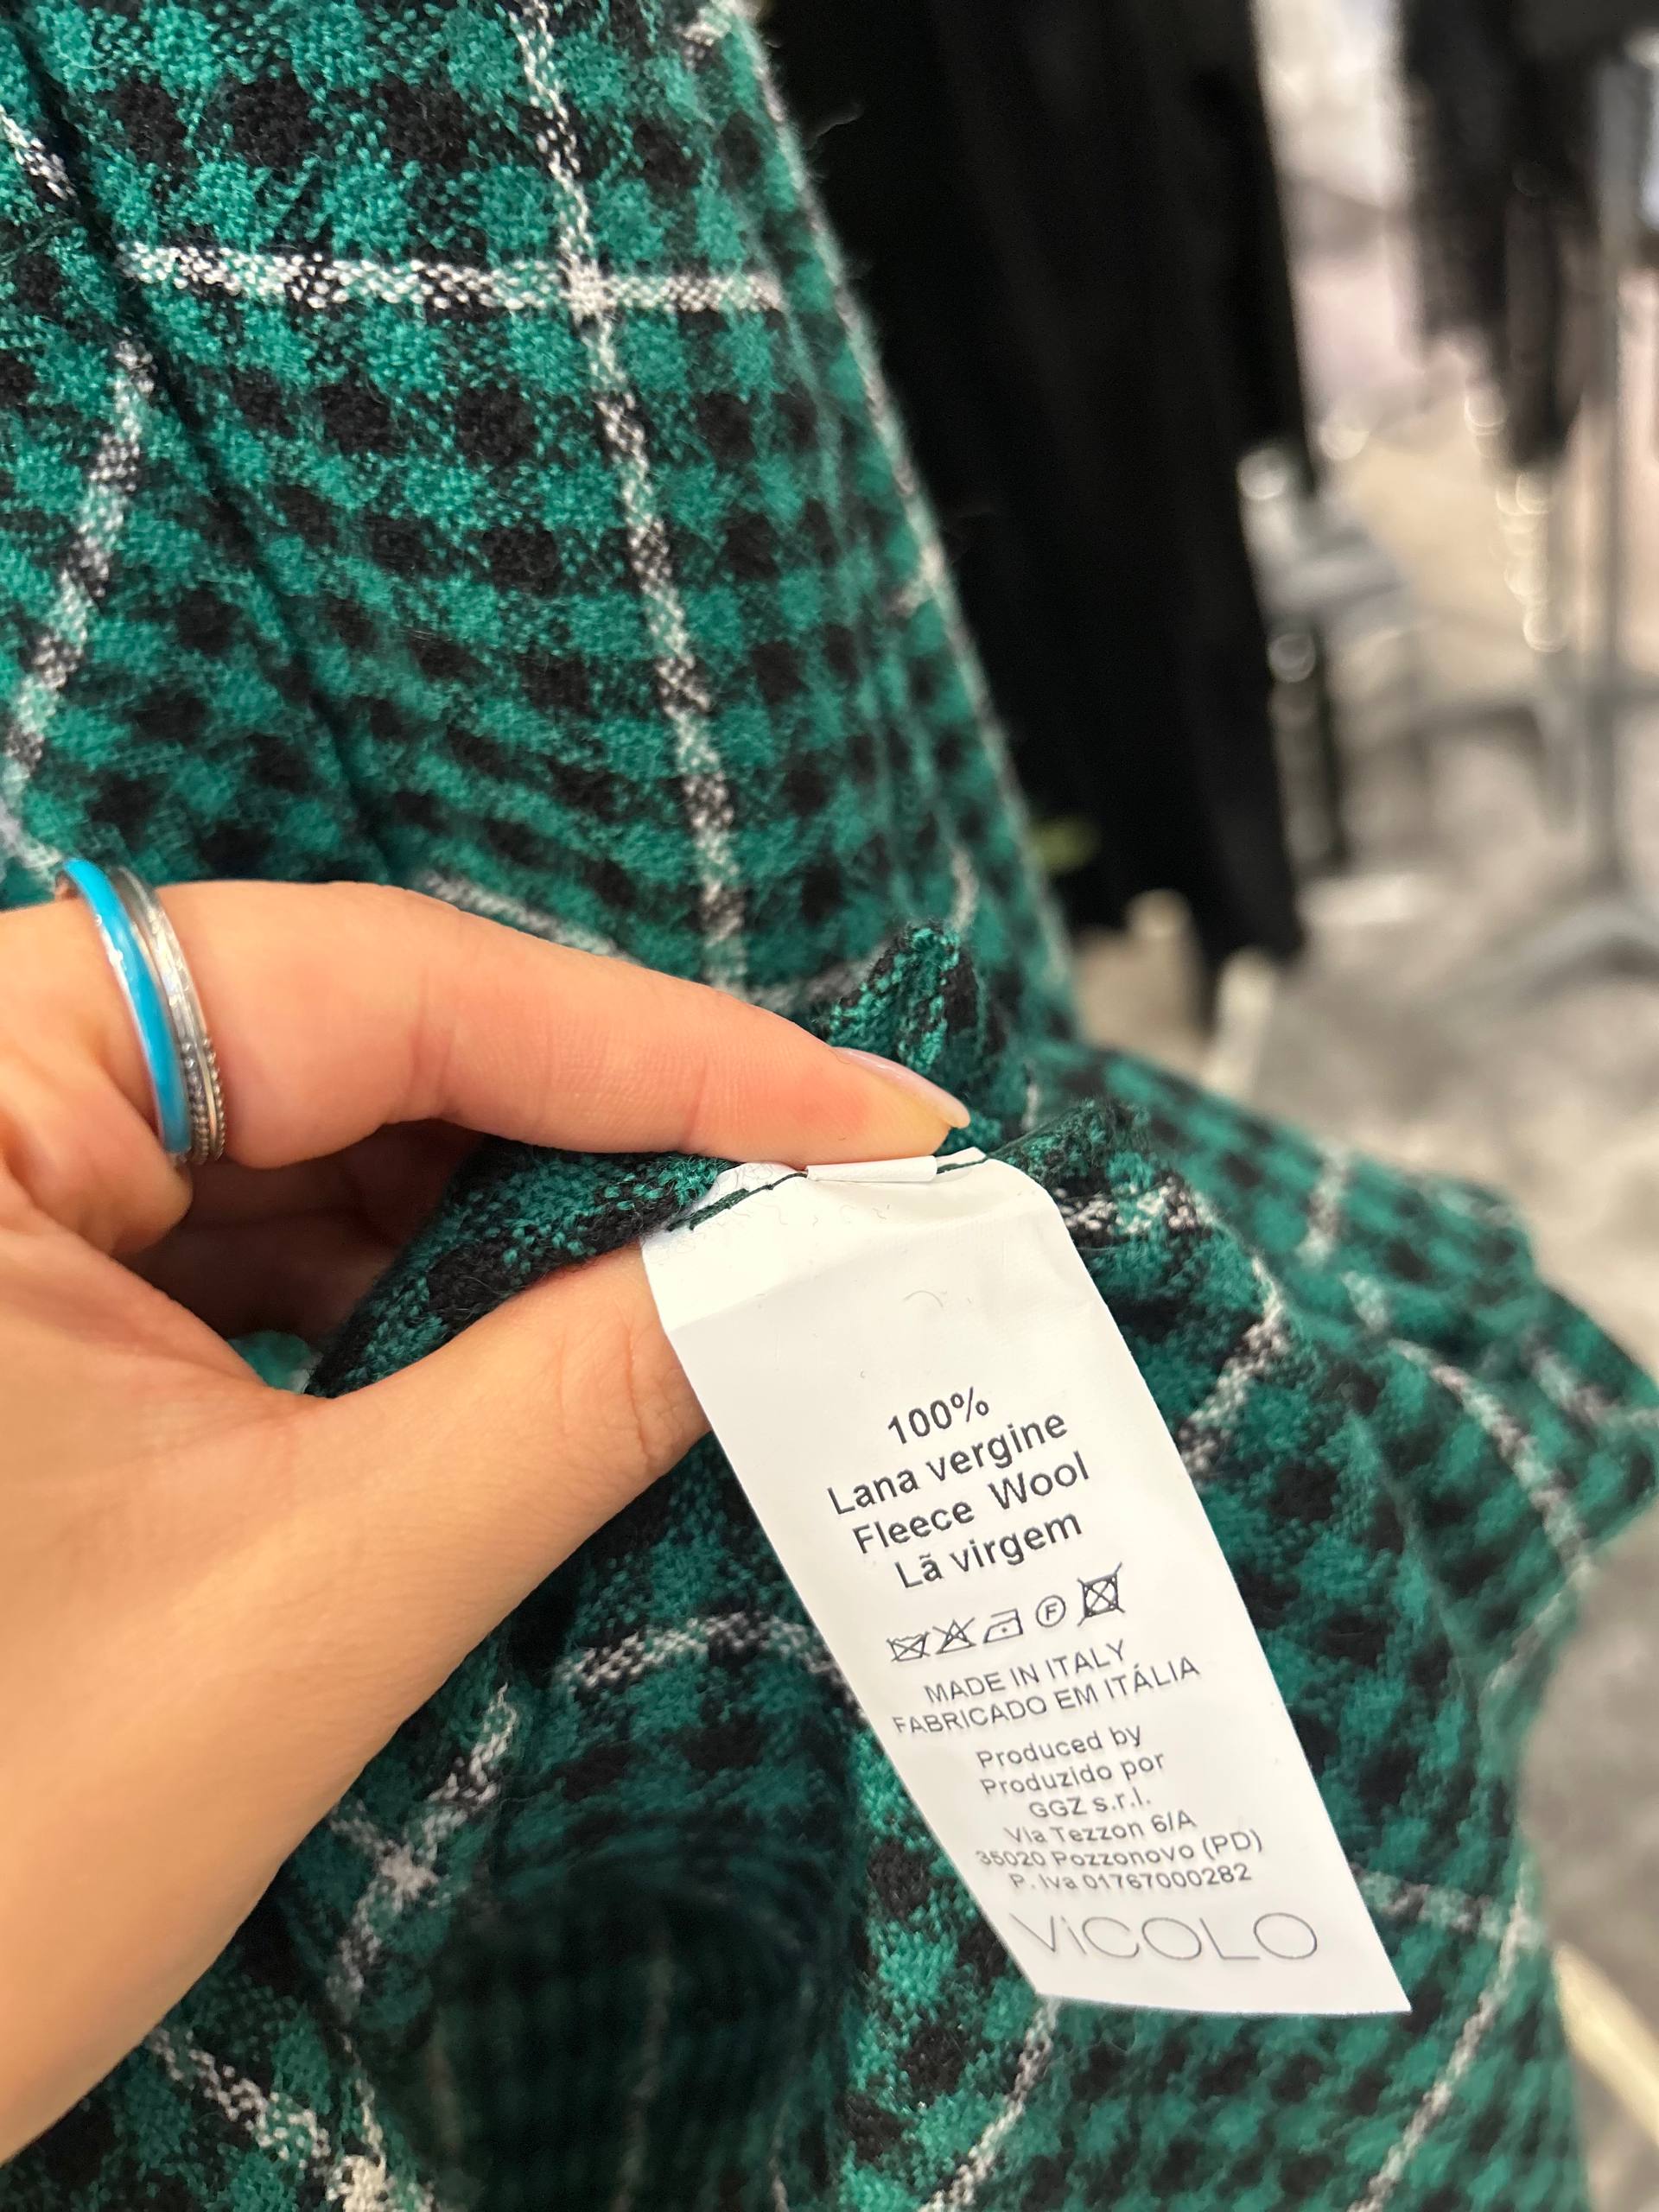 100%
Lana vergine
Fleece Wool
Lã virgem
F
MADE IN ITALY
FABRICADO EM ITÁLIA
Produced by
Produzido por
GGZ s.r.l.
Via Tezzon 6/A
35020 Pozzonovo (PD)
P. Iva 01767000282
ViCOLO